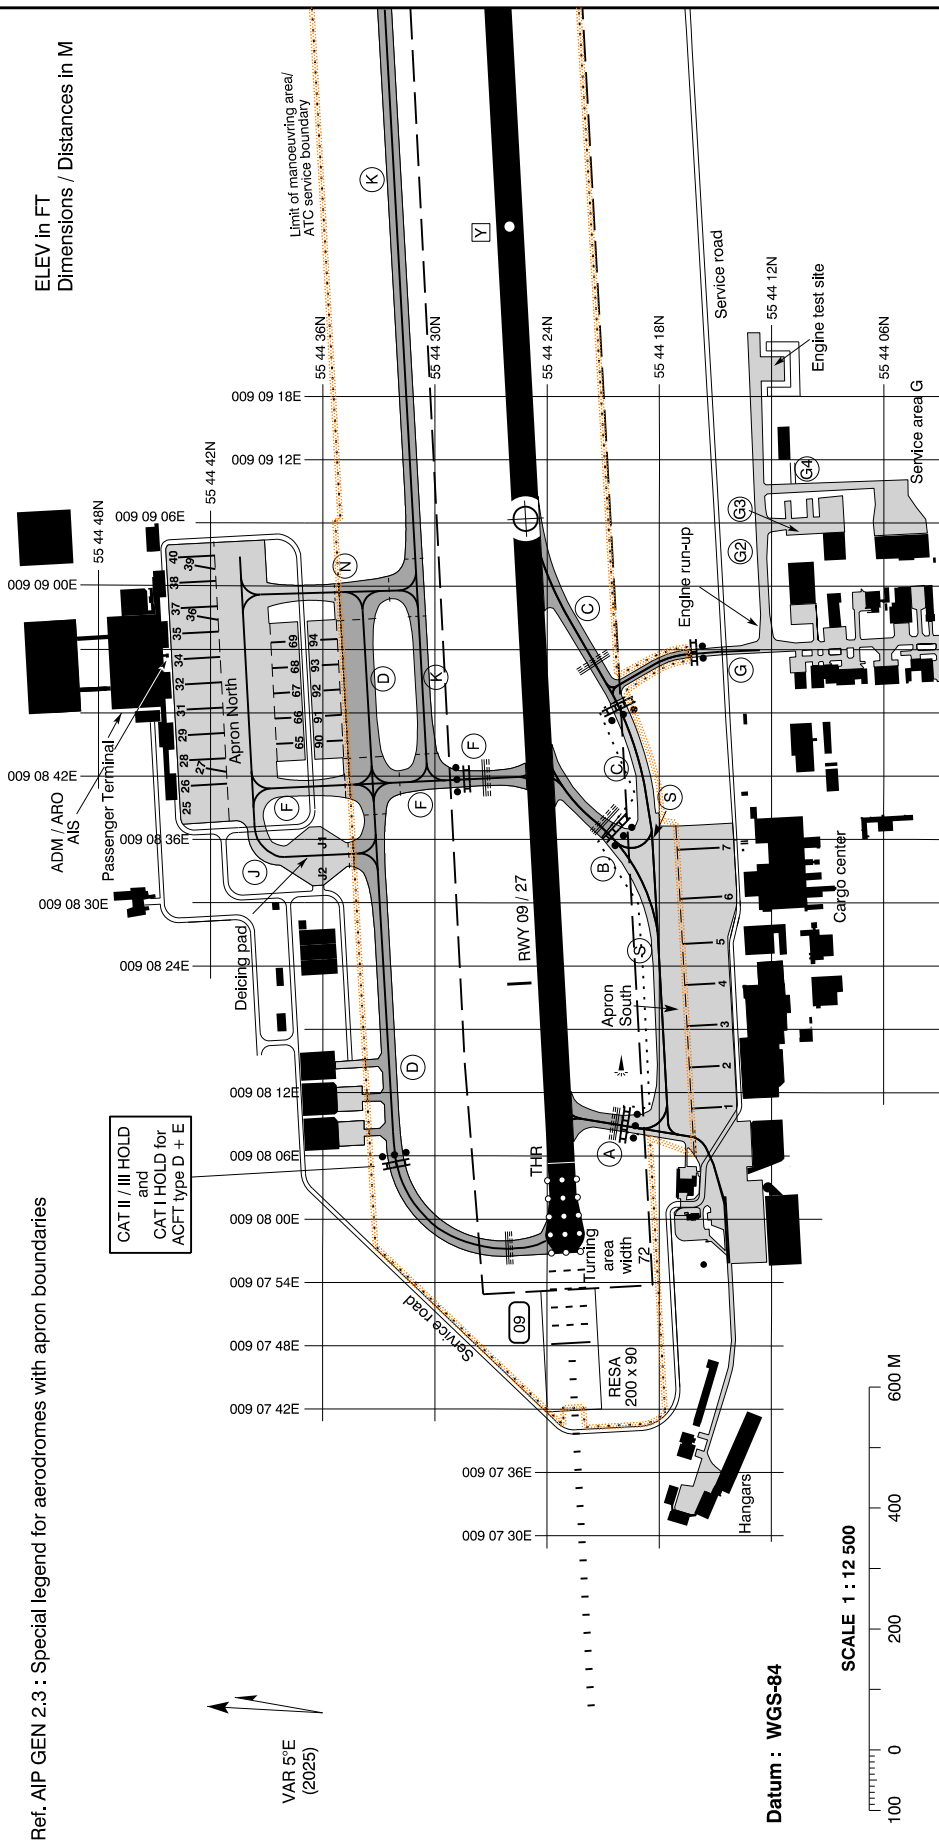 Ref. AIP GEN 2.3 : Special legend for aerodromes with apron boundaries
ELEV in FT
Dimensions / Distances in M
VAR 5°E
(2025)
CAT II / III HOLD
and
CAT I HOLD for
ACFT type D + E
ADM / ARO
AIS
Passenger Terminal
Deicing pad
Apron North
Limit of manoeuvring area/
ATC service boundary
55 44 48N
55 44 42N
55 44 36N
55 44 30N
55 44 24N
55 44 18N
55 44 12N
55 44 06N
009 07 30E
009 07 36E
009 07 42E
009 07 48E
009 07 54E
009 08 00E
009 08 06E
009 08 12E
009 08 24E
009 08 30E
009 08 36E
009 08 42E
009 09 00E
009 09 06E
009 09 12E
009 09 18E
25
26
27
28
29
31
32
34
35
36
37
38
39
40
65
66
67
68
69
90
91
92
93
94
J
J1
J2
F
F
F
D
D
N
K
K
Y
Service road
09
RESA
200 x 90
Turning
area
width
72
THR
RWY 09 / 27
A
B
C
C
S
S
Apron
South
1
2
3
4
5
6
7
Cargo center
Hangars
G
G2
G3
G4
Engine run-up
Service road
Engine test site
Service area G
Datum : WGS-84
SCALE 1 : 12 500
100
0
200
400
600 M